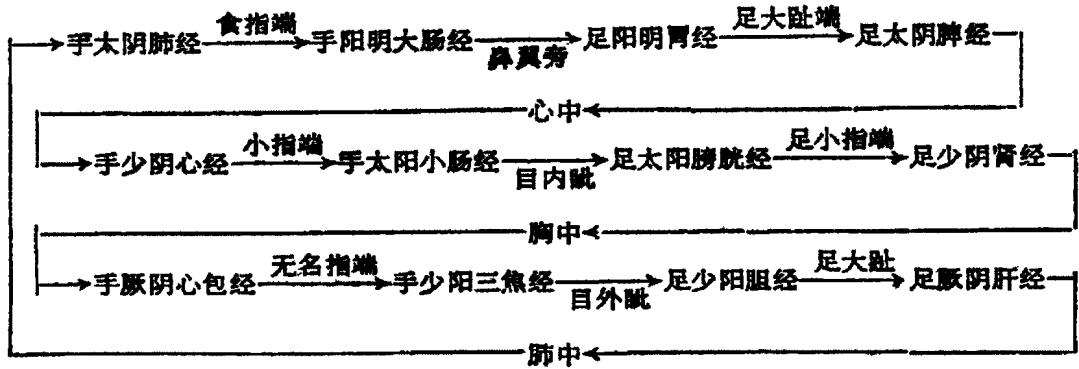 食指端 足大趾端
手太阴肺经 手阳明大肠经 足阳明胃经 足太阴脾经
鼻翼旁
心中
小指端 足小指端
手少阴心经 手太阳小肠经 足太阳膀胱经 足少阴肾经
目内眦
胸中
无名指端 足大趾
手厥阴心包经 手少阳三焦经 足少阳胆经 足厥阴肝经
目外眦
肺中